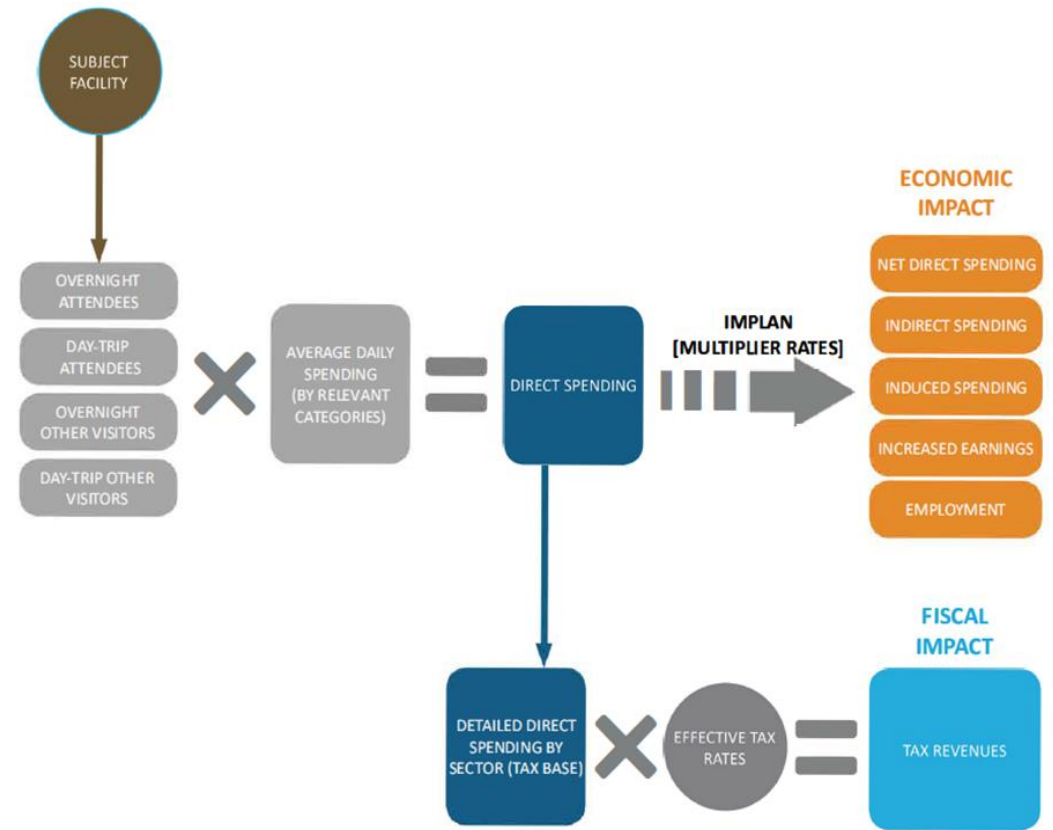 SUBJECT
FACILITY
OVERNIGHT
ATTENDEES
DAY-TRIP
ATTENDEES
OVERNIGHT
OTHER VISITORS
DAY-TRIP OTHER
VISITORS
AVERAGE DAILY
SPENDING
(BY RELEVANT
CATEGORIES)
DIRECT SPENDING
IMPLAN
[MULTIPLIER RATES]
ECONOMIC
IMPACT
NET DIRECT SPENDING
INDIRECT SPENDING
INDUCED SPENDING
INCREASED EARNINGS
EMPLOYMENT
DETAILED DIRECT
SPENDING BY
SECTOR (TAX BASE)
EFFECTIVE TAX
RATES
FISCAL
IMPACT
TAX REVENUES